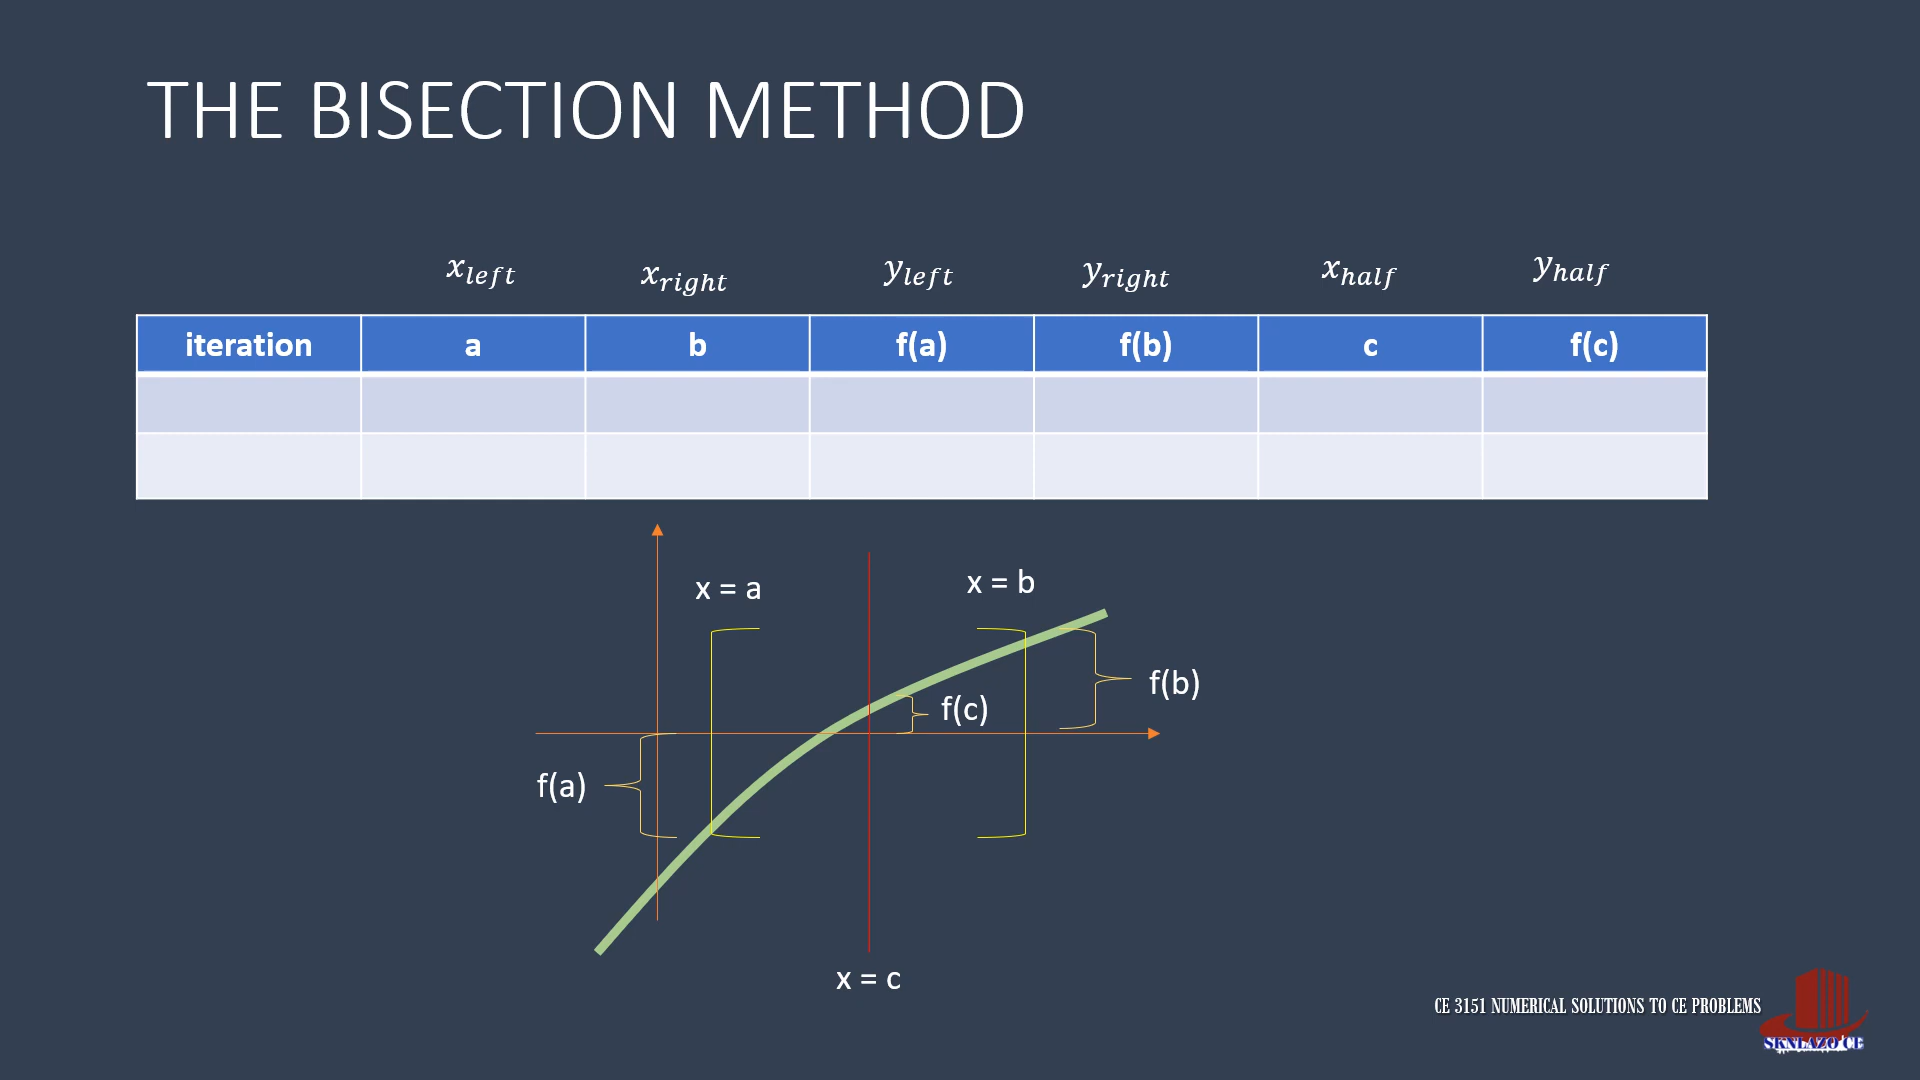 THE BISECTION METHOD
x_left x_right y_left y_right x_half y_half
iteration a b f(a) f(b) c f(c)
x = a x = b
f(b)
f(c)
f(a)
x = c
CE 3151 NUMERICAL SOLUTIONS TO CE PROBLEMS